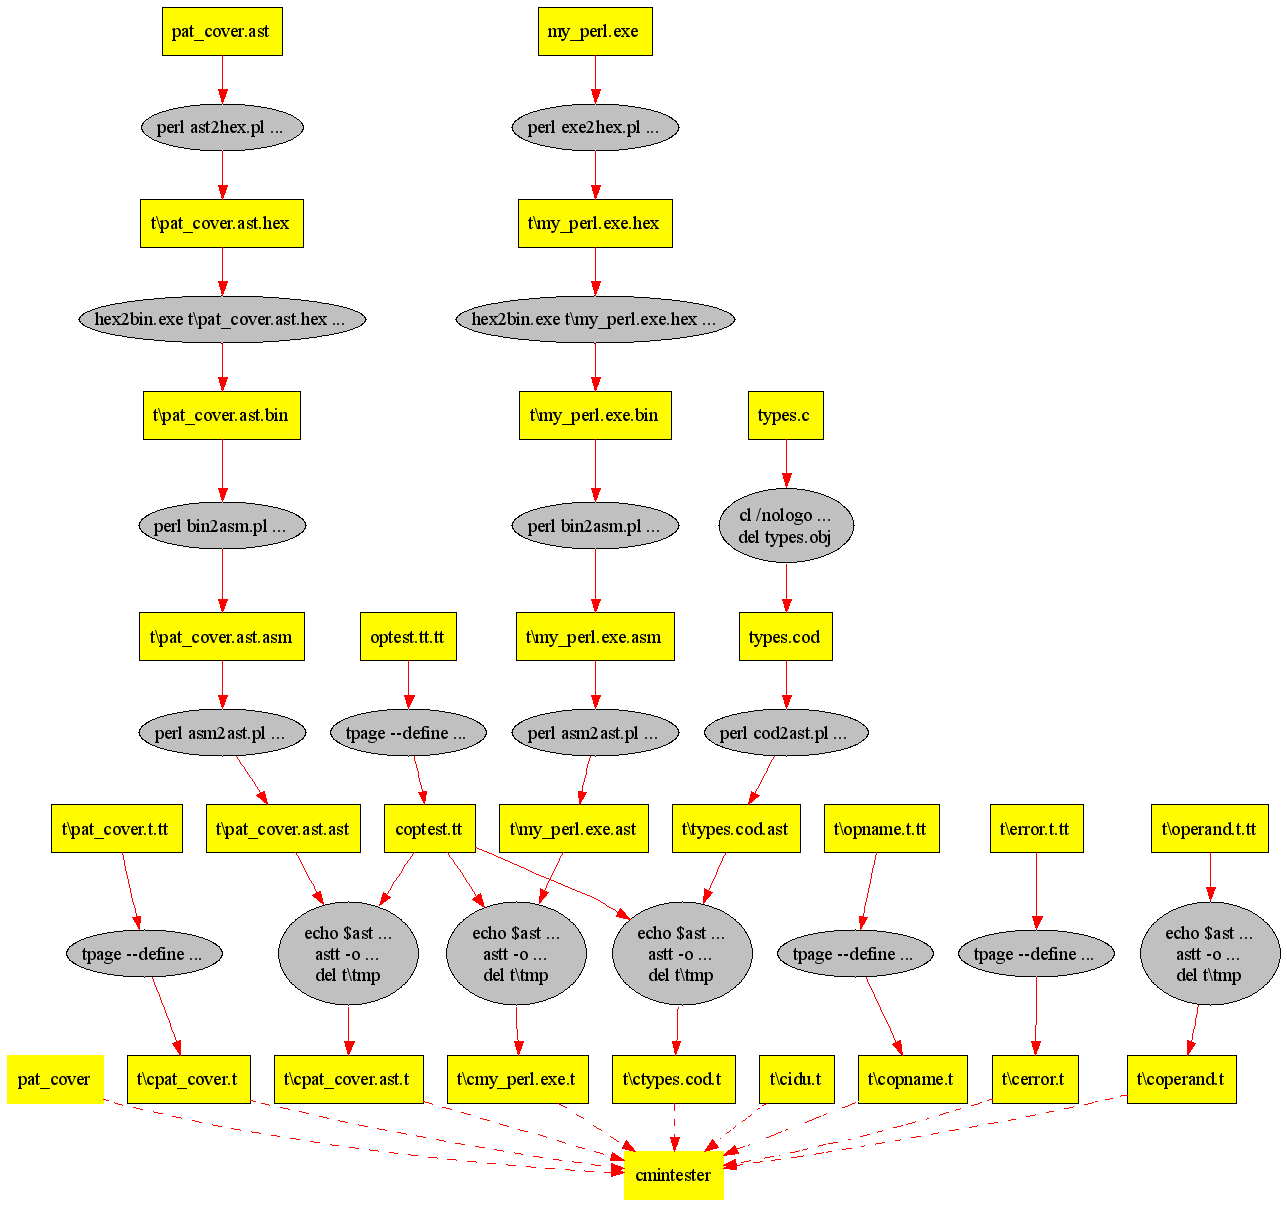 pat_cover.ast
my_perl.exe
perl ast2hex.pl ...
perl exe2hex.pl ...
t\pat_cover.ast.hex
t\my_perl.exe.hex
hex2bin.exe t\pat_cover.ast.hex ...
hex2bin.exe t\my_perl.exe.hex ...
t\pat_cover.ast.bin
t\my_perl.exe.bin
types.c
perl bin2asm.pl ...
perl bin2asm.pl ...
cl /nologo ...
del types.obj
t\pat_cover.ast.asm
optest.tt.tt
t\my_perl.exe.asm
types.cod
perl asm2ast.pl ...
tpage --define ...
perl asm2ast.pl ...
perl cod2ast.pl ...
t\pat_cover.t.tt
t\pat_cover.ast.ast
coptest.tt
t\my_perl.exe.ast
t\types.cod.ast
t\opname.t.tt
t\error.t.tt
t\operand.t.tt
tpage --define ...
echo $ast ...
astt -o ...
del t\tmp
echo $ast ...
astt -o ...
del t\tmp
echo $ast ...
astt -o ...
del t\tmp
tpage --define ...
tpage --define ...
echo $ast ...
astt -o ...
del t\tmp
pat_cover
t\cpat_cover.t
t\cpat_cover.ast.t
t\cmy_perl.exe.t
t\ctypes.cod.t
t\cidu.t
t\copname.t
t\cerror.t
t\coperand.t
cmintester